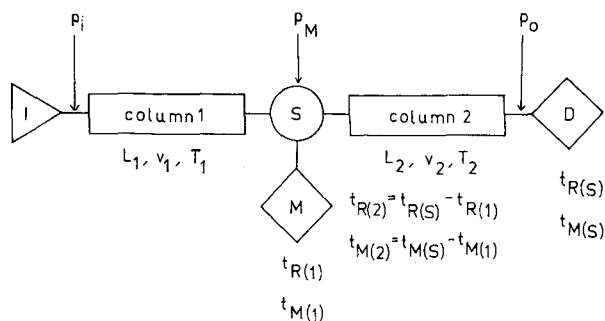 p_i
p_M
p_o
I
column 1
S
column 2
D
L_1, v_1, T_1
L_2, v_2, T_2
M
t_R(2) = t_R(S) - t_R(1)
t_R(S)
t_M(2) = t_M(S) - t_M(1)
t_M(S)
t_R(1)
t_M(1)